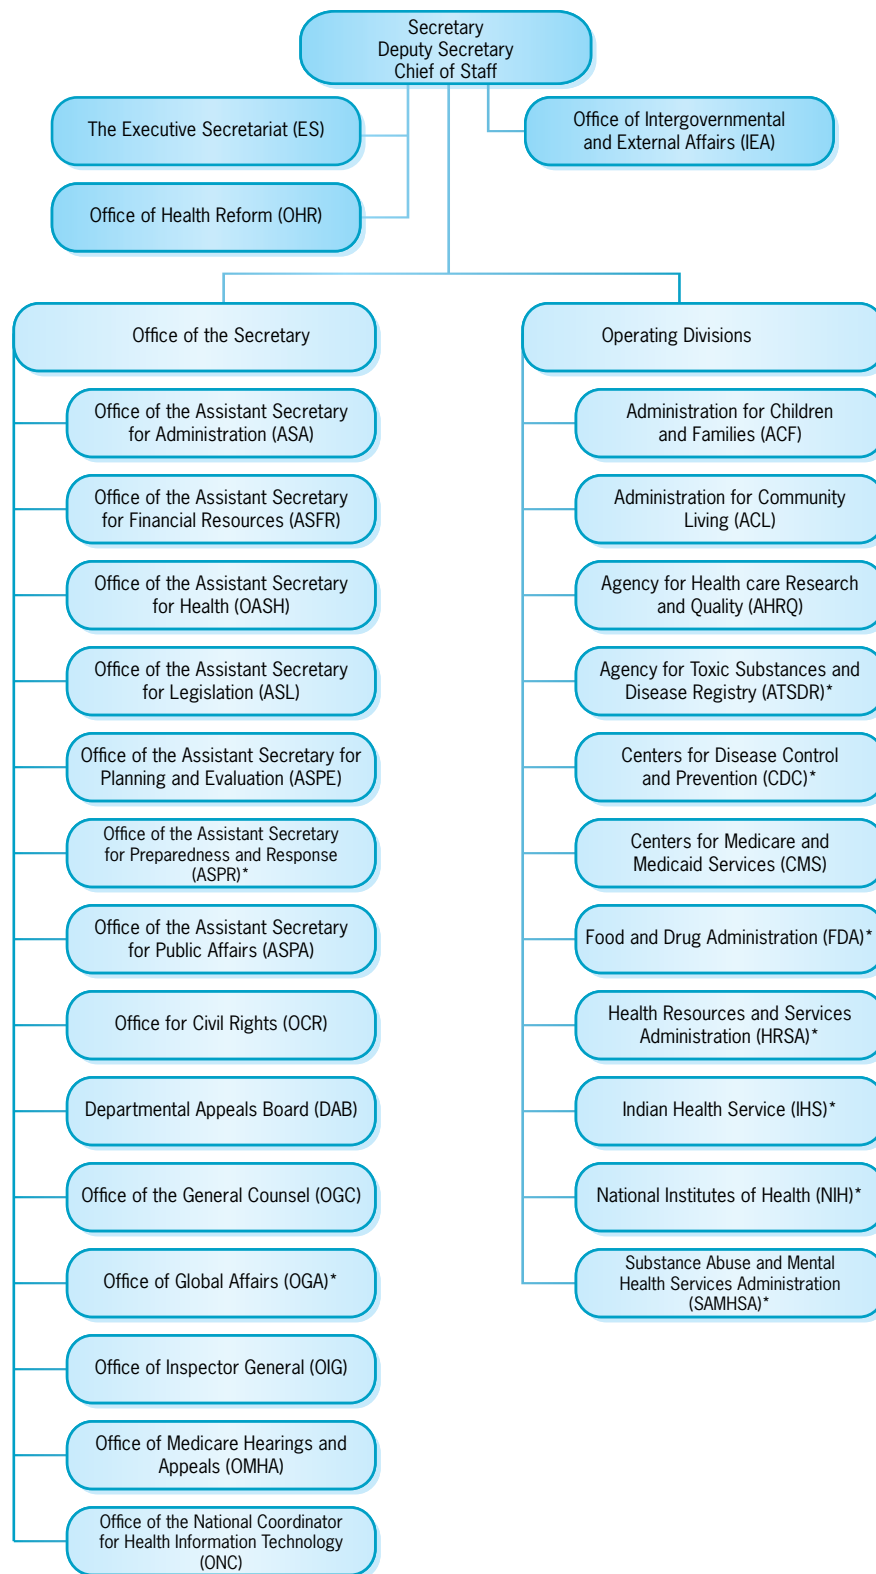 Secretary
Deputy Secretary
Chief of Staff
The Executive Secretariat (ES)
Office of Intergovernmental
and External Affairs (IEA)
Office of Health Reform (OHR)
Office of the Secretary
Office of the Assistant Secretary
for Administration (ASA)
Office of the Assistant Secretary
for Financial Resources (ASFR)
Office of the Assistant Secretary
for Health (OASH)
Office of the Assistant Secretary
for Legislation (ASL)
Office of the Assistant Secretary for
Planning and Evaluation (ASPE)
Office of the Assistant Secretary
for Preparedness and Response
(ASPR)*
Office of the Assistant Secretary
for Public Affairs (ASPA)
Office for Civil Rights (OCR)
Departmental Appeals Board (DAB)
Office of the General Counsel (OGC)
Office of Global Affairs (OGA)*
Office of Inspector General (OIG)
Office of Medicare Hearings and
Appeals (OMHA)
Office of the National Coordinator
for Health Information Technology
(ONC)
Operating Divisions
Administration for Children
and Families (ACF)
Administration for Community
Living (ACL)
Agency for Health care Research
and Quality (AHRQ)
Agency for Toxic Substances and
Disease Registry (ATSDR)*
Centers for Disease Control
and Prevention (CDC)*
Centers for Medicare and
Medicaid Services (CMS)
Food and Drug Administration (FDA)*
Health Resources and Services
Administration (HRSA)*
Indian Health Service (IHS)*
National Institutes of Health (NIH)*
Substance Abuse and Mental
Health Services Administration
(SAMHSA)*